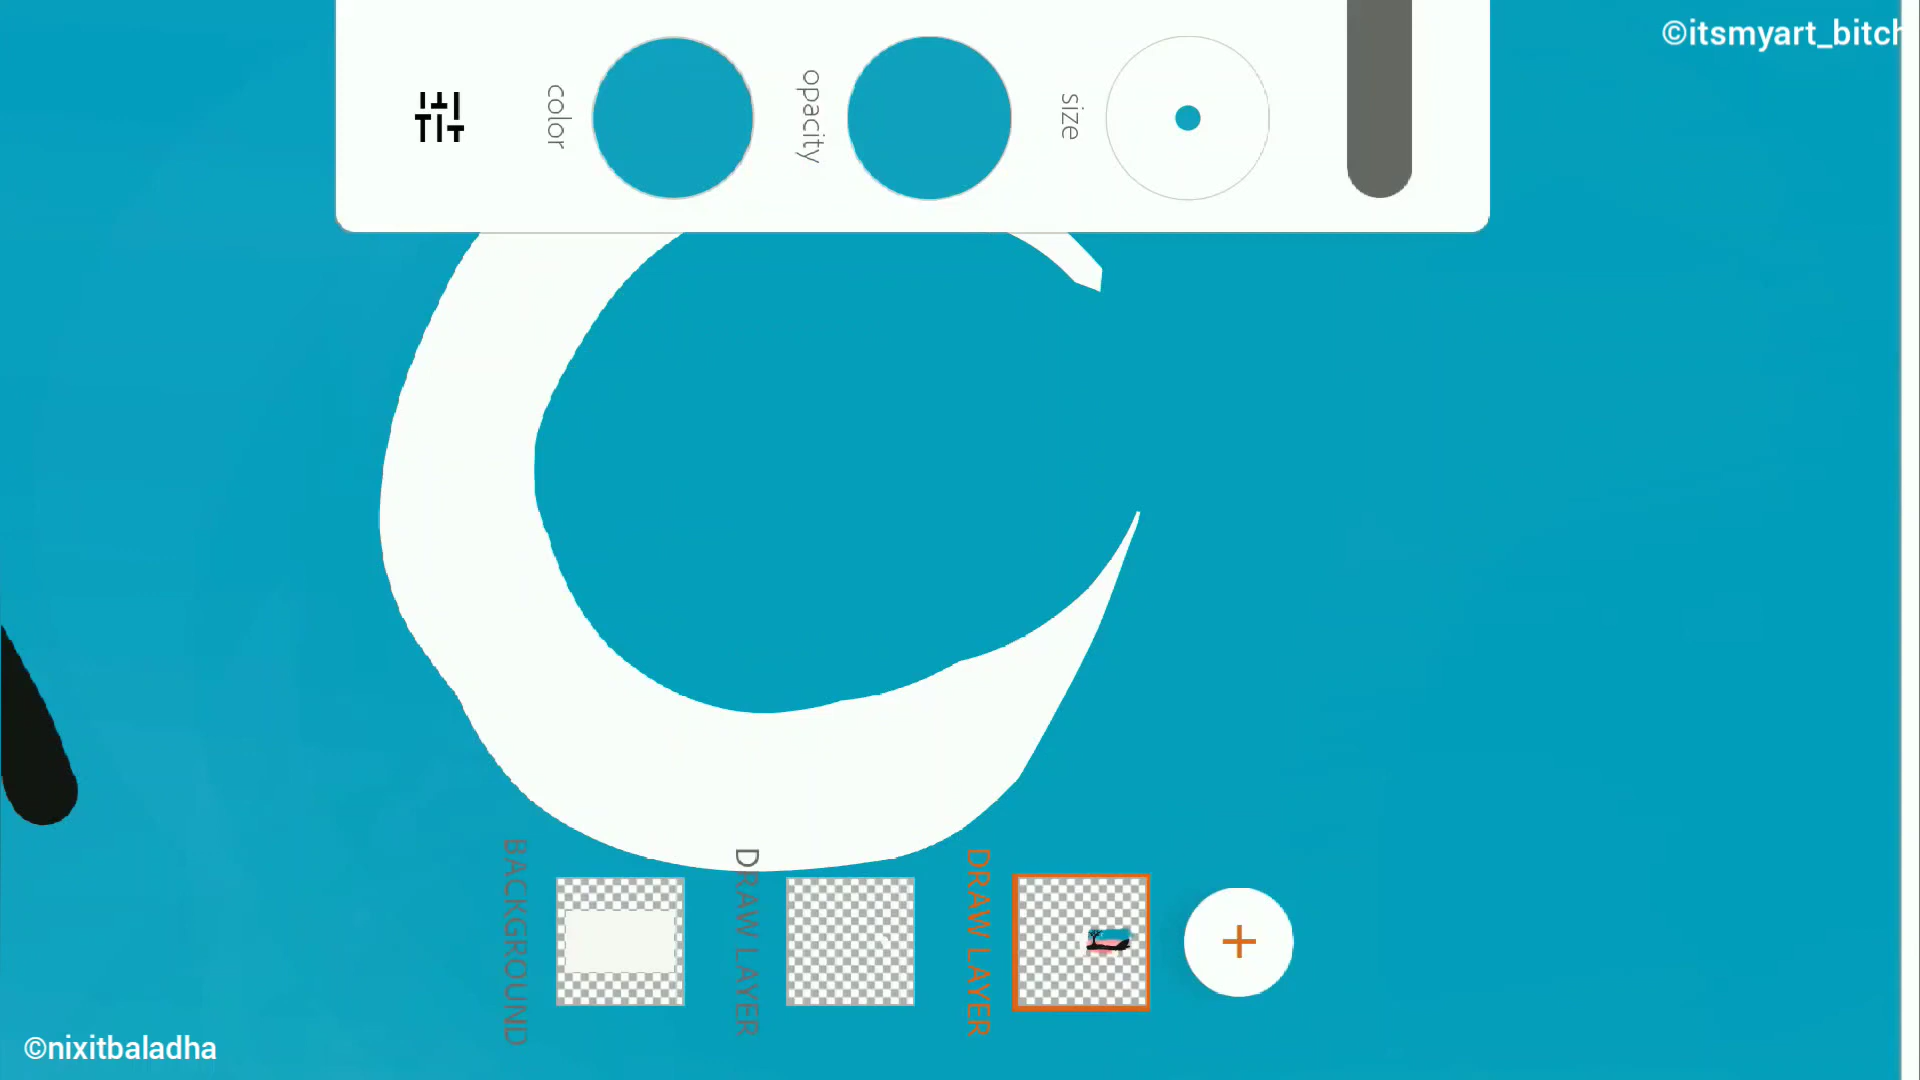 ©itsmyart_bitch
color
opacity
size
BACKGROUND
DRAW LAYER
DRAW LAYER
©nixitbaladha